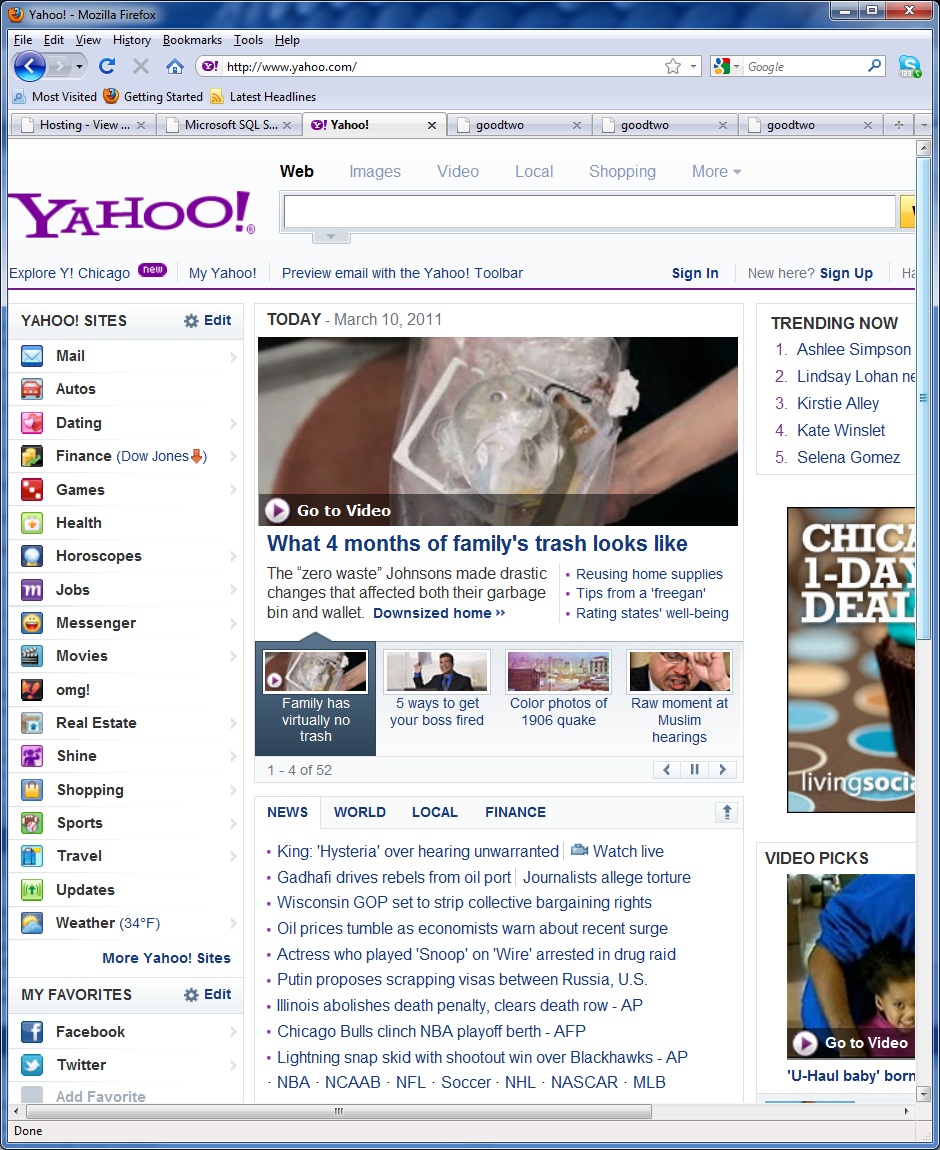 Yahoo! - Mozilla Firefox
File Edit View History Bookmarks Tools Help
http://www.yahoo.com/
Google
Most Visited Getting Started Latest Headlines
Hosting - View ... Microsoft SQL S... Yahoo! goodtwo goodtwo goodtwo
Web Images Video Local Shopping More
YAHOO!®
Explore Y! Chicago new My Yahoo! Preview email with the Yahoo! Toolbar Sign In New here? Sign Up Ha
YAHOO! SITES Edit
Mail
Autos
Dating
Finance (Dow Jones)
Games
Health
Horoscopes
Jobs
Messenger
Movies
omg!
Real Estate
Shine
Shopping
Sports
Travel
Updates
Weather (34°F)
More Yahoo! Sites
MY FAVORITES Edit
Facebook
Twitter
Add Favorite
TODAY - March 10, 2011
Go to Video
What 4 months of family's trash looks like
The “zero waste” Johnsons made drastic
changes that affected both their garbage
bin and wallet. Downsized home ››
• Reusing home supplies
• Tips from a 'freegan'
• Rating states' well-being
Family has
virtually no
trash
5 ways to get
your boss fired
Color photos of
1906 quake
Raw moment at
Muslim
hearings
1 - 4 of 52
NEWS WORLD LOCAL FINANCE
• King: 'Hysteria' over hearing unwarranted Watch live
• Gadhafi drives rebels from oil port Journalists allege torture
• Wisconsin GOP set to strip collective bargaining rights
• Oil prices tumble as economists warn about recent surge
• Actress who played 'Snoop' on 'Wire' arrested in drug raid
• Putin proposes scrapping visas between Russia, U.S.
• Illinois abolishes death penalty, clears death row - AP
• Chicago Bulls clinch NBA playoff berth - AFP
• Lightning snap skid with shootout win over Blackhawks - AP
· NBA · NCAAB · NFL · Soccer · NHL · NASCAR · MLB
TRENDING NOW
1. Ashlee Simpson
2. Lindsay Lohan ne
3. Kirstie Alley
4. Kate Winslet
5. Selena Gomez
CHICA
1-DAY
DEAL
livingsoci
VIDEO PICKS
Go to Video
'U-Haul baby' born
Done